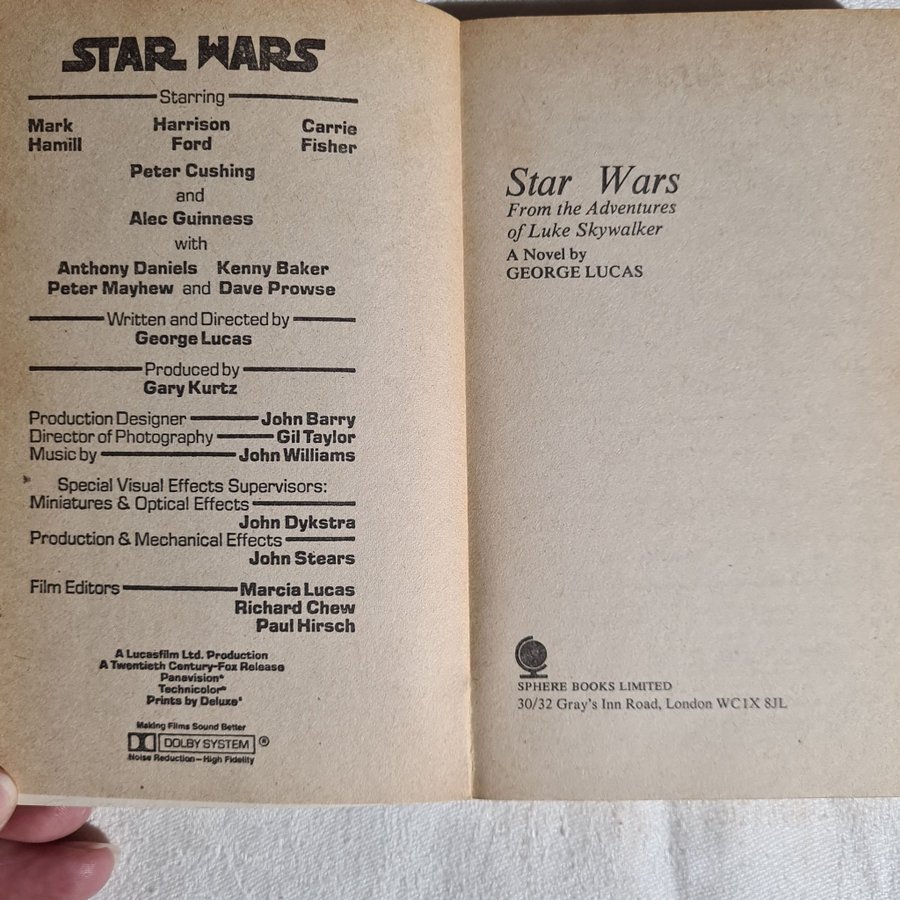 STAR WARS
Starring
Mark Hamill
Harrison Ford
Carrie Fisher
Peter Cushing
and
Alec Guinness
with
Anthony Daniels Kenny Baker
Peter Mayhew and Dave Prowse
Written and Directed by
George Lucas
Produced by
Gary Kurtz
Production Designer John Barry
Director of Photography Gil Taylor
Music by John Williams
Special Visual Effects Supervisors:
Miniatures & Optical Effects
John Dykstra
Production & Mechanical Effects
John Stears
Film Editors Marcia Lucas
Richard Chew
Paul Hirsch
A Lucasfilm Ltd. Production
A Twentieth Century-Fox Release
Panavision®
Technicolor®
Prints by Deluxe®
Making Films Sound Better
DOLBY SYSTEM ®
Noise Reduction – High Fidelity
Star Wars
From the Adventures
of Luke Skywalker
A Novel by
GEORGE LUCAS
SPHERE BOOKS LIMITED
30/32 Gray's Inn Road, London WC1X 8JL